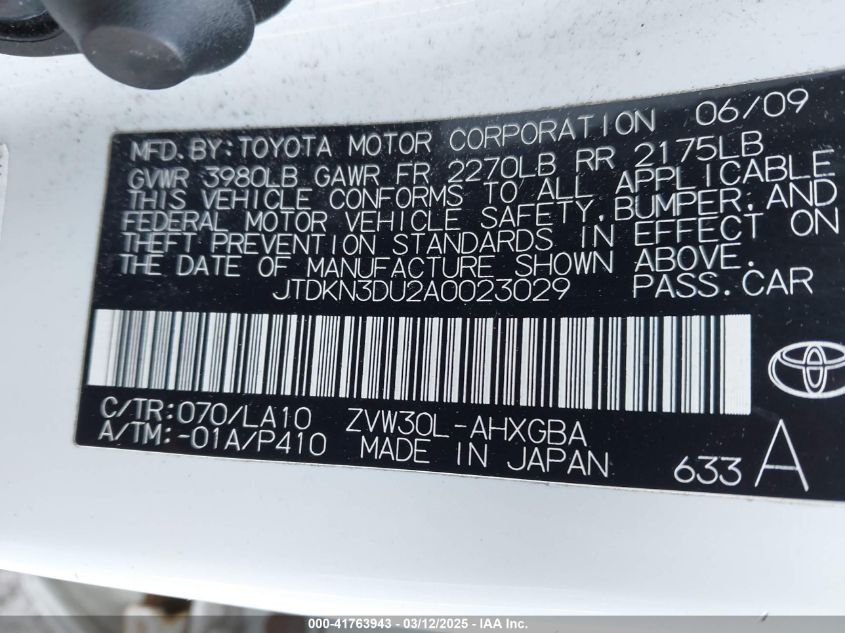 06/09
MFD.BY:TOYOTA MOTOR CORPORATION
GVWR 3980LB GAWR FR 2270LB RR 2175LB
THIS VEHICLE CONFORMS TO ALL APPLICABLE
FEDERAL MOTOR VEHICLE SAFETY,BUMPER,AND
THEFT PREVENTION STANDARDS IN EFFECT ON
THE DATE OF MANUFACTURE SHOWN ABOVE.
JTDKN3DU2A0023029 PASS.CAR
C/TR:070/LA10 ZVW30L-AHXGBA
A/TM:-01A/P410 MADE IN JAPAN 633 A
000-41763943 - 03/12/2025 - IAA Inc.